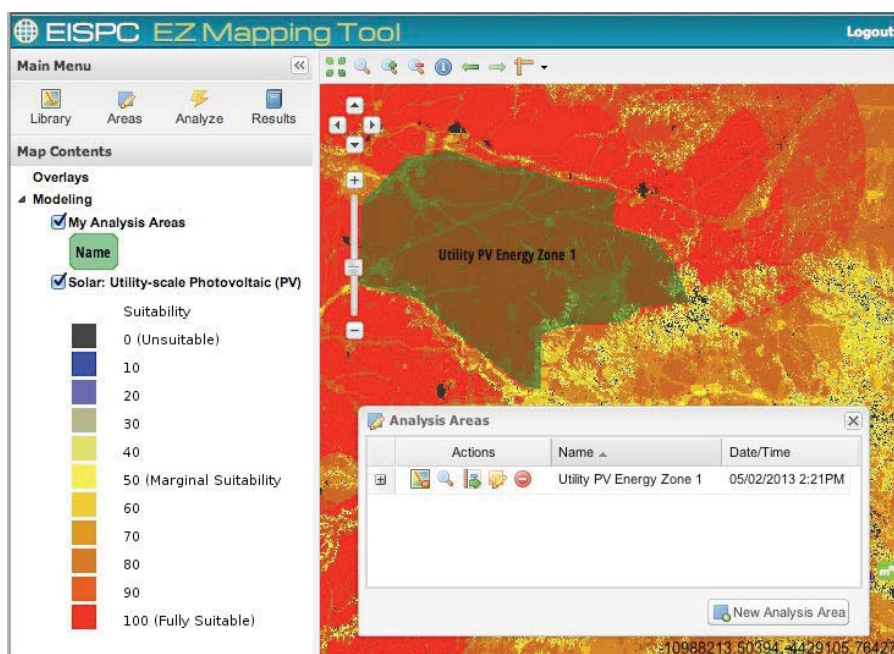 EISPC EZ Mapping Tool
Logout
Main Menu
Library Areas Analyze Results
Map Contents
Overlays
Modeling
My Analysis Areas
Name
Solar: Utility-scale Photovoltaic (PV)
Suitability
0 (Unsuitable)
10
20
30
40
50 (Marginal Suitability
60
70
80
90
100 (Fully Suitable)
Utility PV Energy Zone 1
Analysis Areas
Actions Name Date/Time
Utility PV Energy Zone 1 05/02/2013 2:21PM
New Analysis Area
-10988213.50394, 4429105.76427